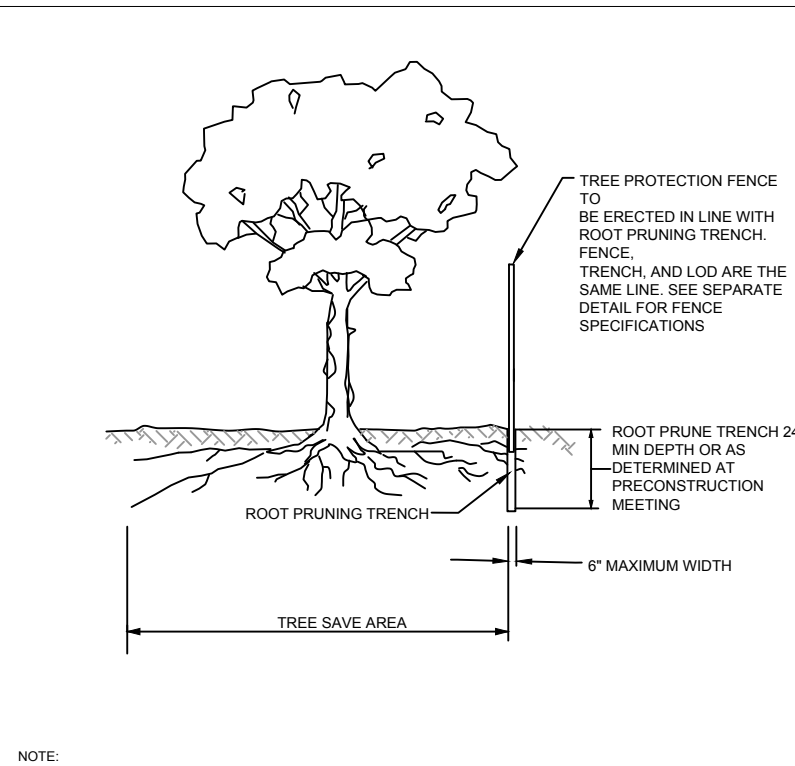 TREE PROTECTION FENCE
TO
BE ERECTED IN LINE WITH
ROOT PRUNING TRENCH.
FENCE,
TRENCH, AND LOD ARE THE
SAME LINE. SEE SEPARATE
DETAIL FOR FENCE
SPECIFICATIONS
ROOT PRUNE TRENCH 24
MIN DEPTH OR AS
DETERMINED AT
PRECONSTRUCTION
MEETING
ROOT PRUNING TRENCH
6" MAXIMUM WIDTH
TREE SAVE AREA
NOTE: